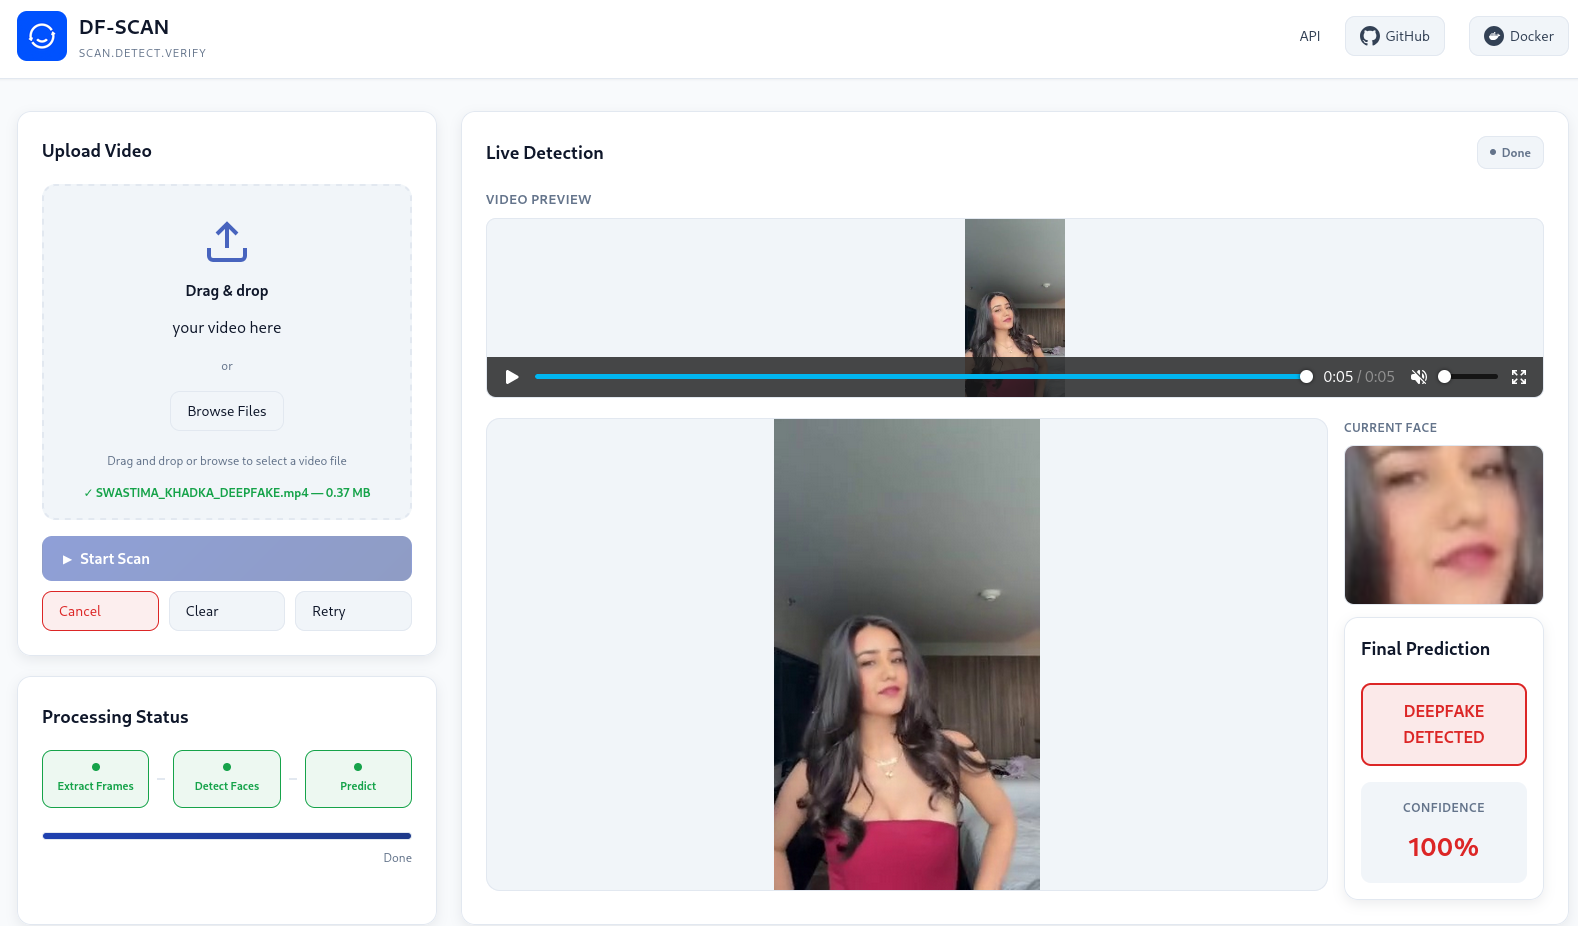 DF-SCAN
SCAN.DETECT.VERIFY
API
GitHub
Docker
Upload Video
Drag & drop
your video here
or
Browse Files
Drag and drop or browse to select a video file
✓ SWASTIMA_KHADKA_DEEPFAKE.mp4 — 0.37 MB
▶ Start Scan
Cancel
Clear
Retry
Processing Status
Extract Frames
Detect Faces
Predict
Done
Live Detection
Done
VIDEO PREVIEW
0:05 / 0:05
CURRENT FACE
Final Prediction
DEEPFAKE
DETECTED
CONFIDENCE
100%